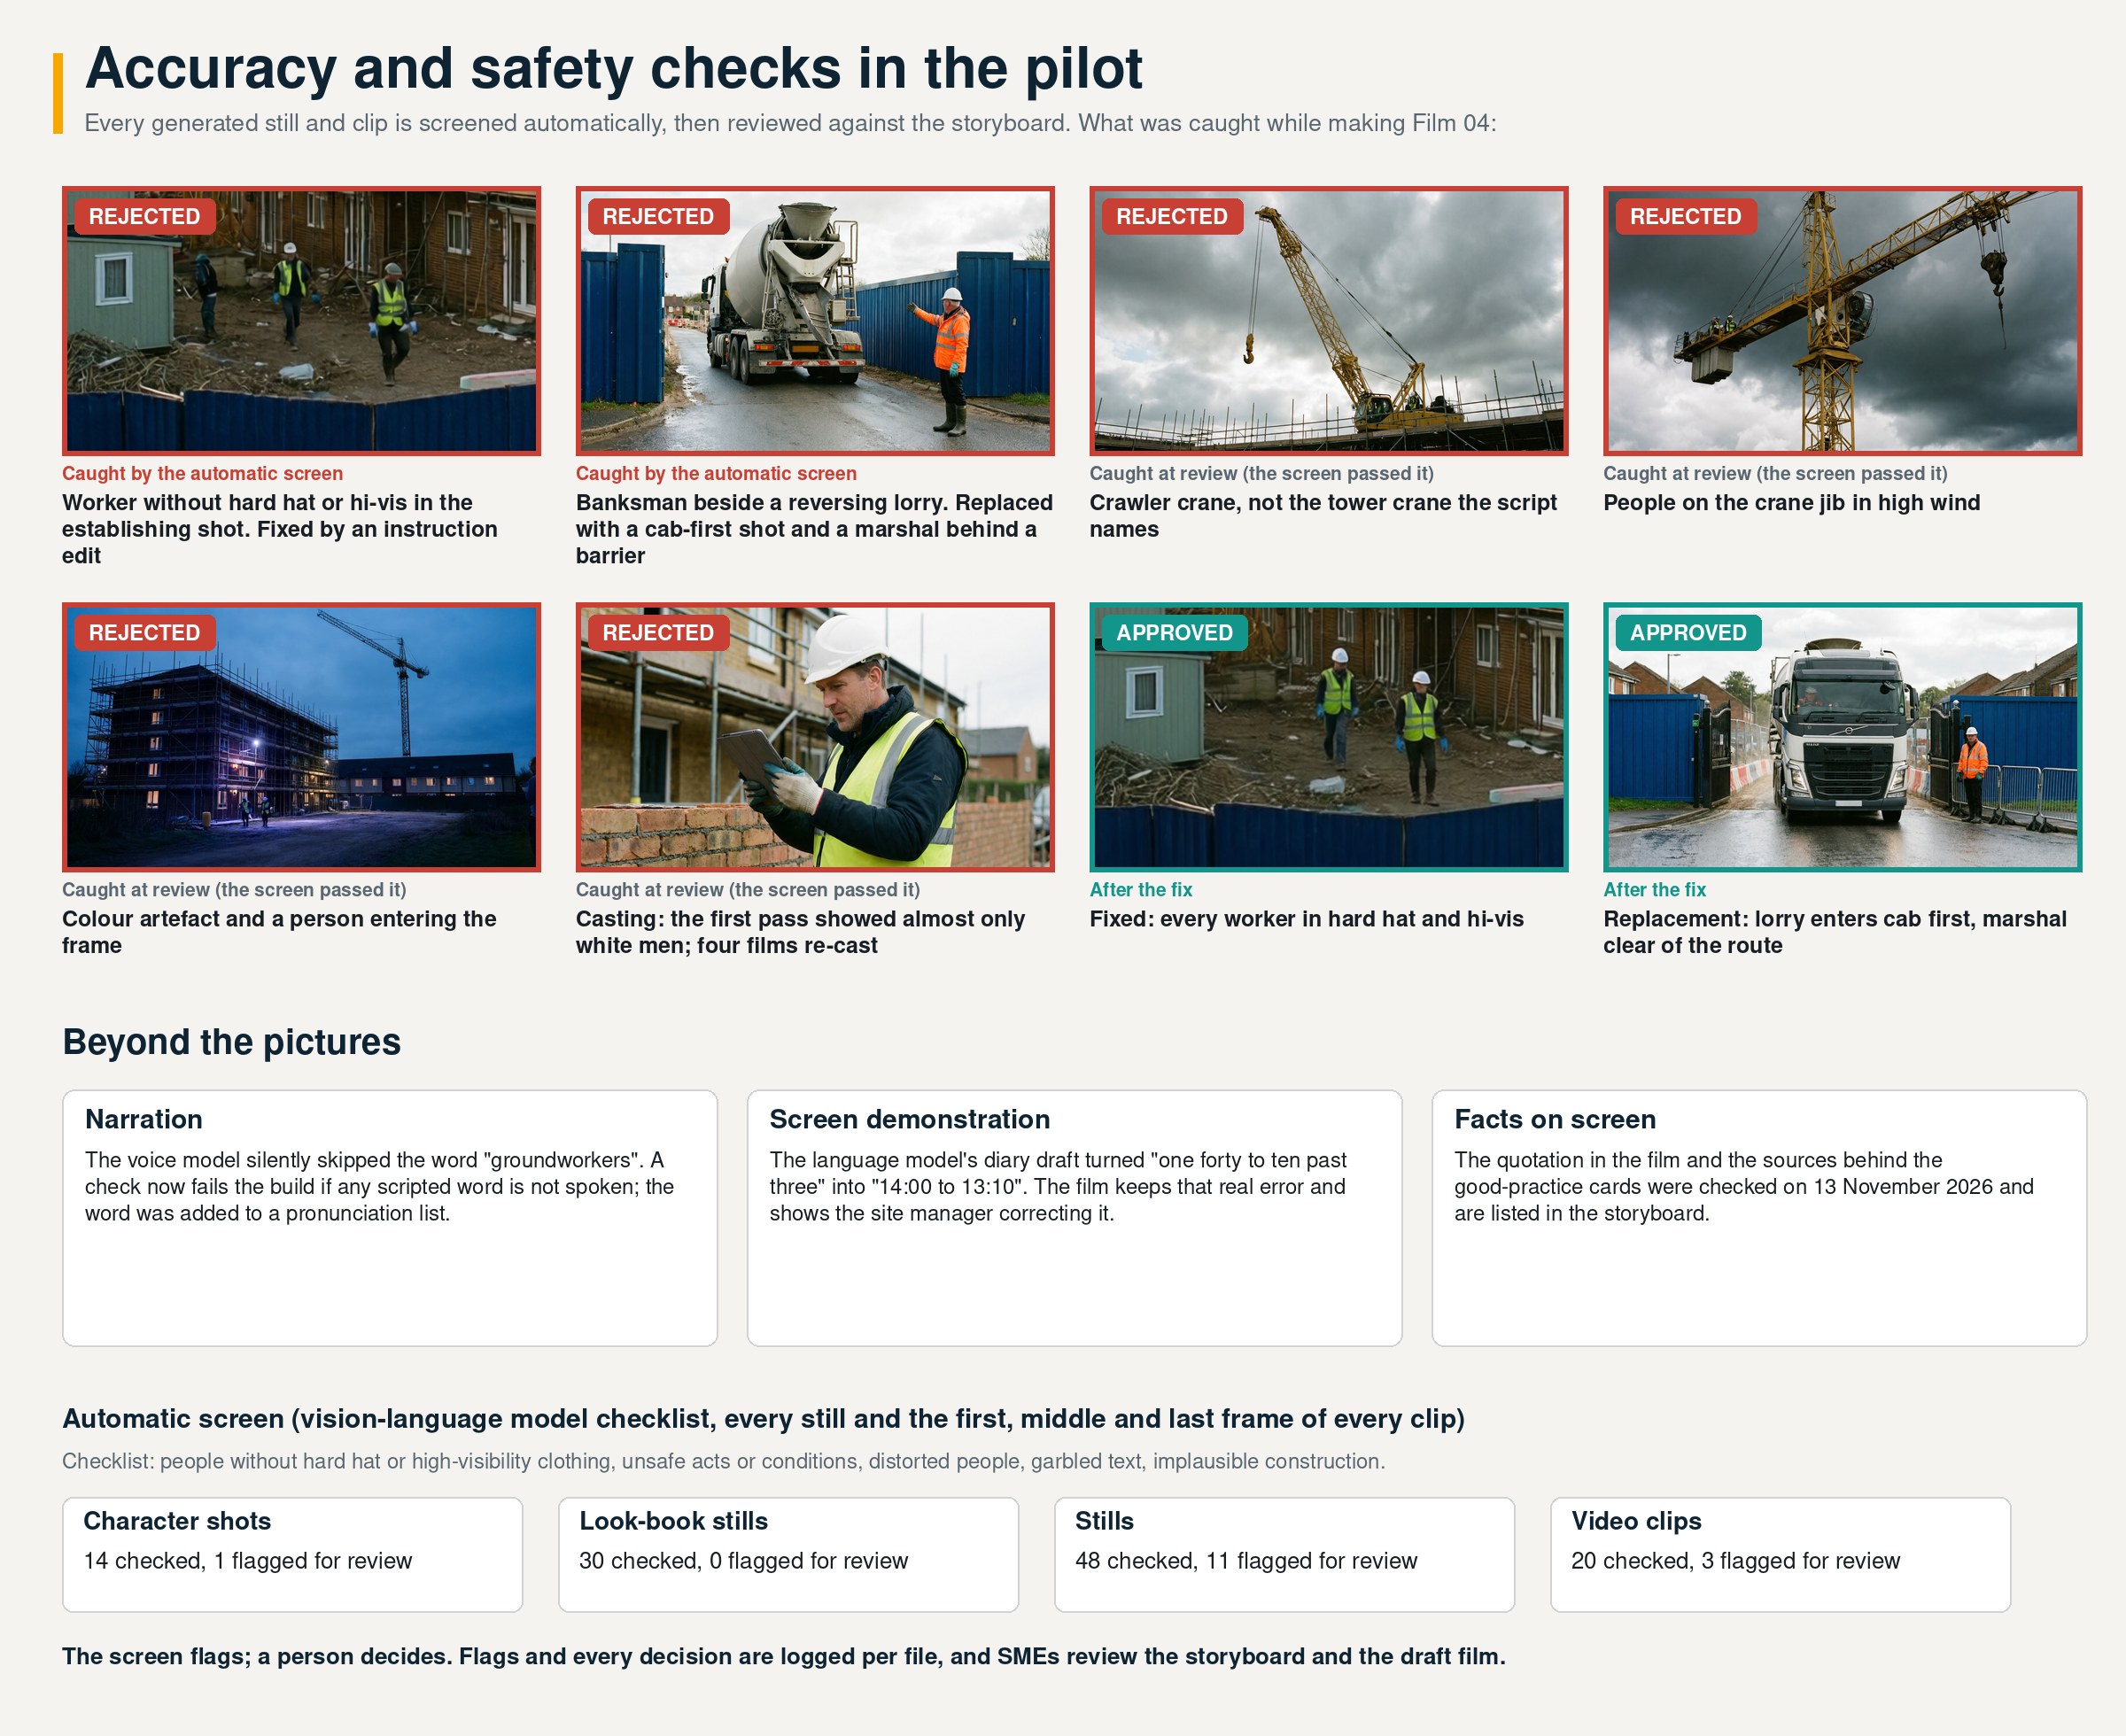 Accuracy and safety checks in the pilot
Every generated still and clip is screened automatically, then reviewed against the storyboard. What was caught while making Film 04:
REJECTED
Caught by the automatic screen
Worker without hard hat or hi-vis in the
establishing shot. Fixed by an instruction
edit
REJECTED
Caught by the automatic screen
Banksman beside a reversing lorry. Replaced
with a cab-first shot and a marshal behind a
barrier
REJECTED
Caught at review (the screen passed it)
Crawler crane, not the tower crane the script
names
REJECTED
Caught at review (the screen passed it)
People on the crane jib in high wind
REJECTED
Caught at review (the screen passed it)
Colour artefact and a person entering the
frame
REJECTED
Caught at review (the screen passed it)
Casting: the first pass showed almost only
white men; four films re-cast
APPROVED
After the fix
Fixed: every worker in hard hat and hi-vis
APPROVED
After the fix
Replacement: lorry enters cab first, marshal
clear of the route
Beyond the pictures
Narration
The voice model silently skipped the word "groundworkers". A
check now fails the build if any scripted word is not spoken; the
word was added to a pronunciation list.
Screen demonstration
The language model's diary draft turned "one forty to ten past
three" into "14:00 to 13:10". The film keeps that real error and
shows the site manager correcting it.
Facts on screen
The quotation in the film and the sources behind the
good-practice cards were checked on 13 November 2026 and
are listed in the storyboard.
Automatic screen (vision-language model checklist, every still and the first, middle and last frame of every clip)
Checklist: people without hard hat or high-visibility clothing, unsafe acts or conditions, distorted people, garbled text, implausible construction.
Character shots
14 checked, 1 flagged for review
Look-book stills
30 checked, 0 flagged for review
Stills
48 checked, 11 flagged for review
Video clips
20 checked, 3 flagged for review
The screen flags; a person decides. Flags and every decision are logged per file, and SMEs review the storyboard and the draft film.